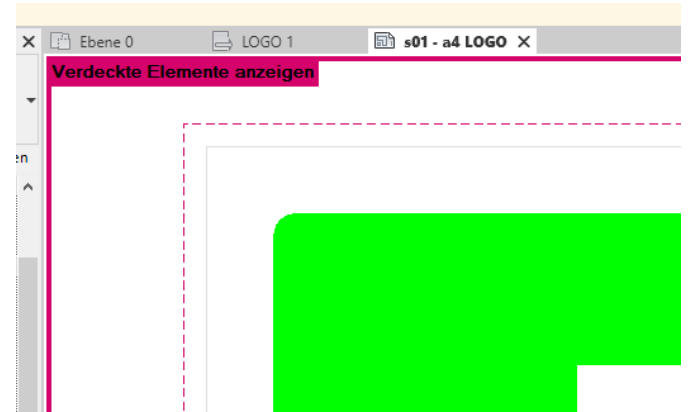 Ebene 0
LOGO 1
s01 - a4 LOGO
Verdeckte Elemente anzeigen
en